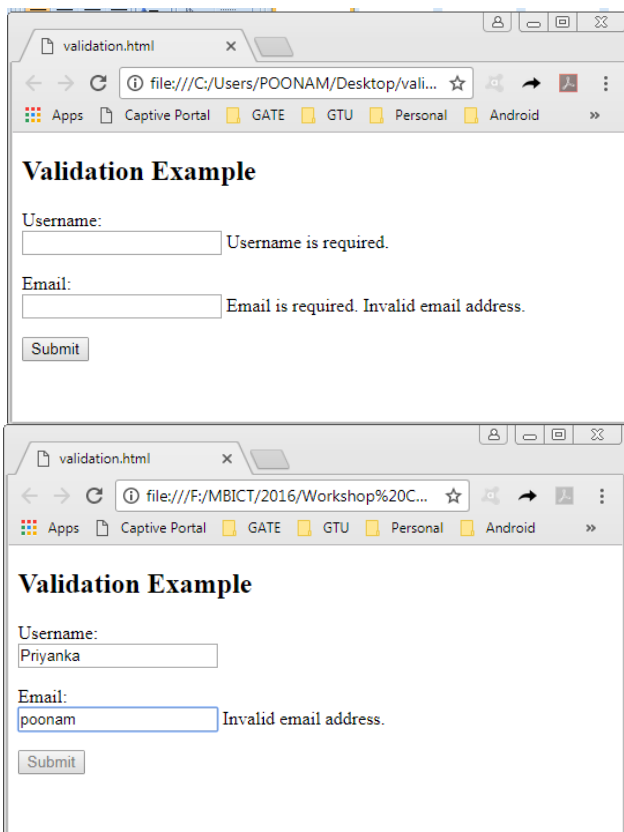 validation.html
file:///C:/Users/POONAM/Desktop/vali...
Apps Captive Portal GATE GTU Personal Android »
Validation Example
Username:
Username is required.
Email:
Email is required. Invalid email address.
Submit
validation.html
file:///F:/MBICT/2016/Workshop%20C...
Apps Captive Portal GATE GTU Personal Android »
Validation Example
Username:
Priyanka
Email:
poonam Invalid email address.
Submit